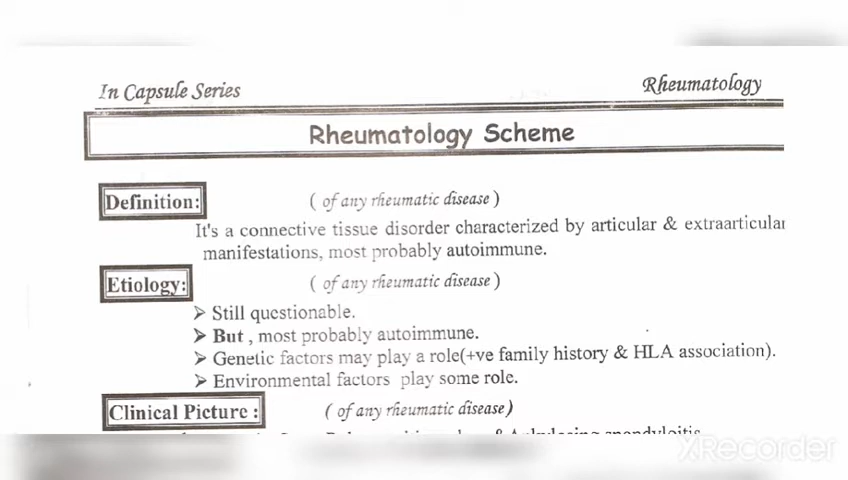 In Capsule Series Rheumatology
Rheumatology Scheme
Definition: ( of any rheumatic disease )
It's a connective tissue disorder characterized by articular & extraarticular
manifestations, most probably autoimmune.
Etiology: ( of any rheumatic disease )
➤ Still questionable.
➤ But , most probably autoimmune.
➤ Genetic factors may play a role(+ve family history & HLA association).
➤ Environmental factors play some role.
Clinical Picture : ( of any rheumatic disease)
& Ankylosing spondyloitis
XRecorder